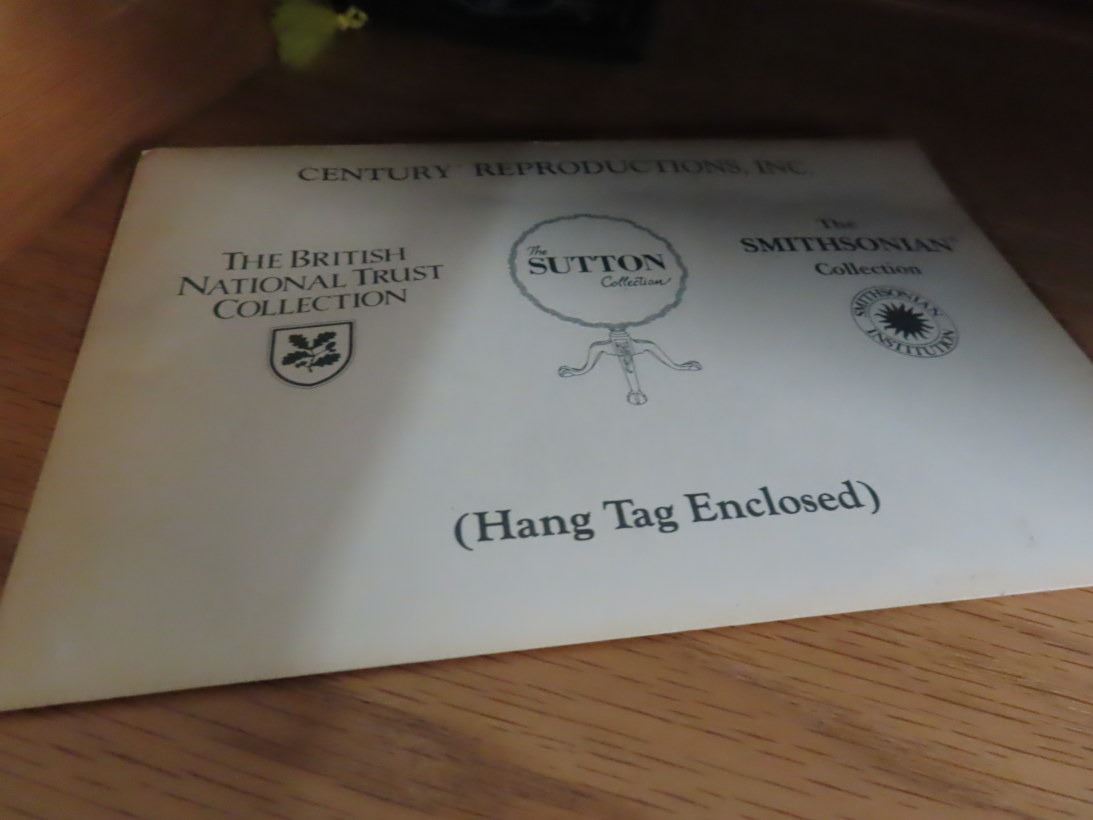 CENTURY REPRODUCTIONS, INC.
THE BRITISH
NATIONAL TRUST
COLLECTION
The
SUTTON
Collection
The
SMITHSONIAN®
Collection
SMITHSONIAN
INSTITUTION
(Hang Tag Enclosed)